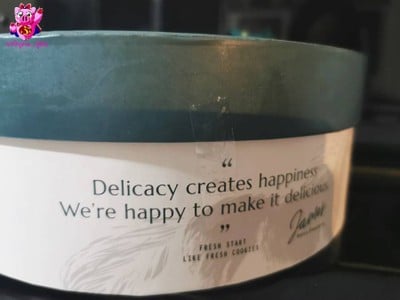 “
Delicacy creates happiness
We're happy to make it delicious
”
FRESH START
LIKE FRESH COOKIES